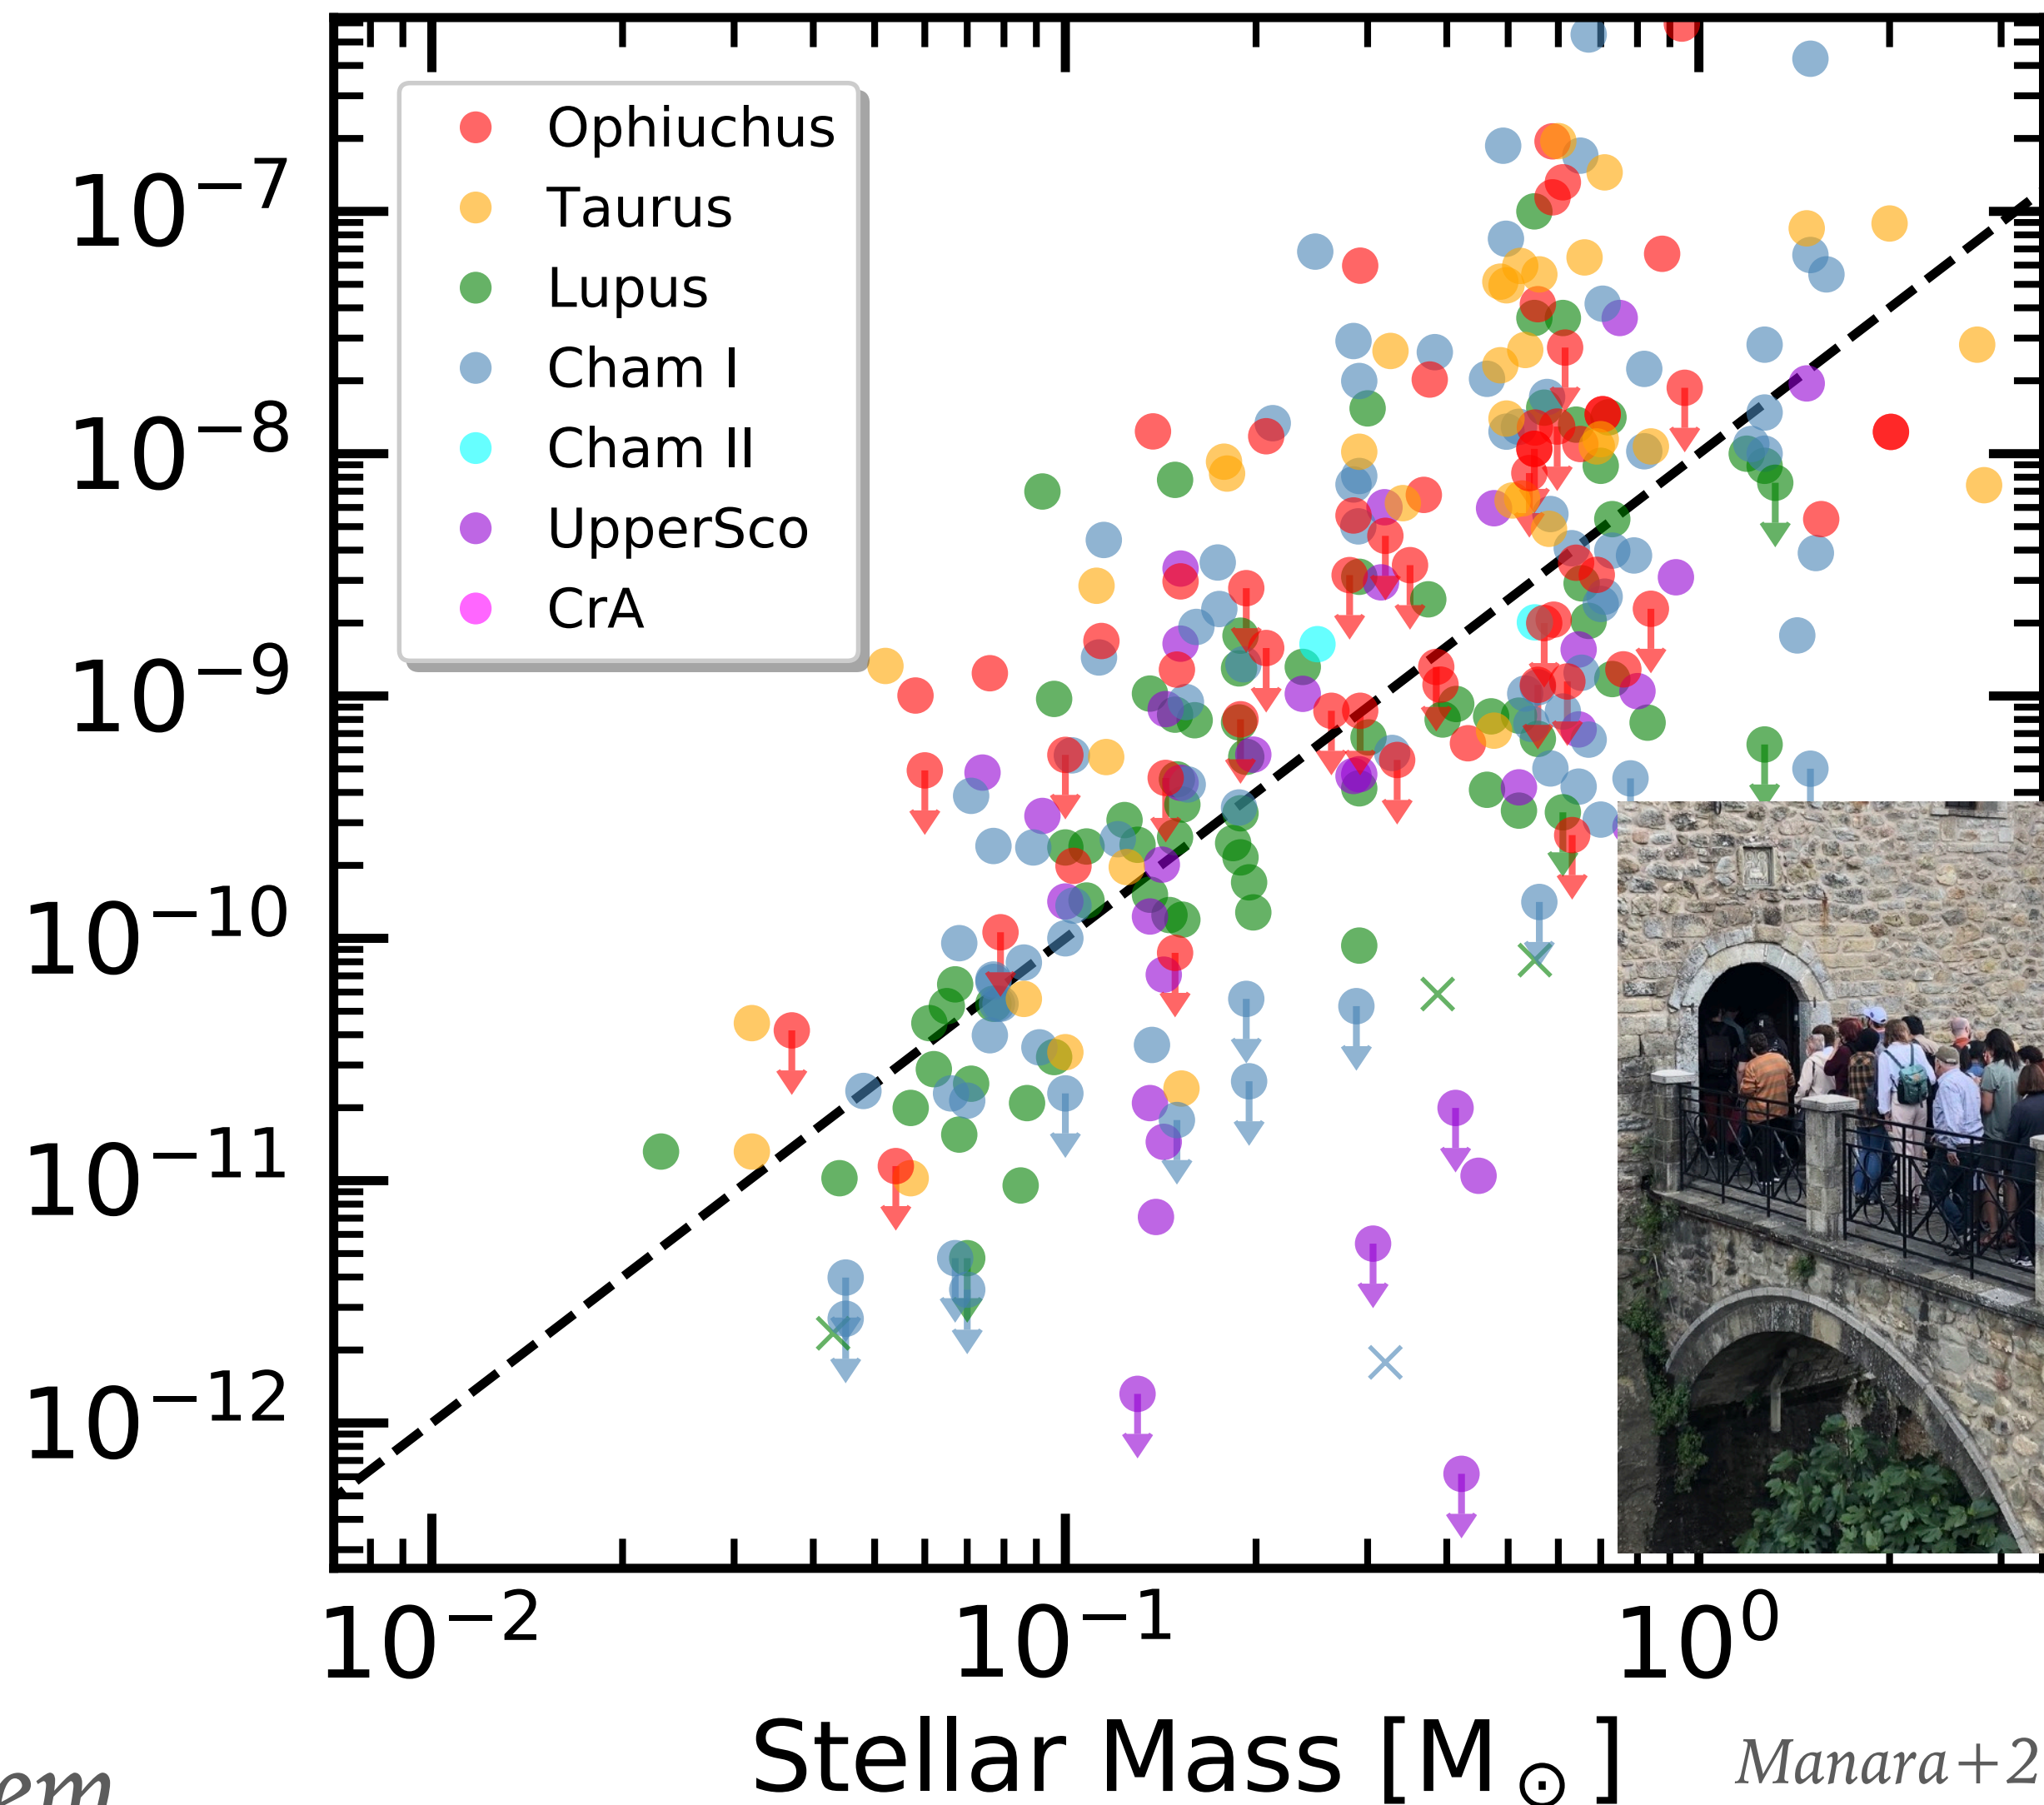 Ophiuchus
Taurus
Lupus
Cham I
Cham II
UpperSco
CrA
10⁻⁷
10⁻⁸
10⁻⁹
10⁻¹⁰
10⁻¹¹
10⁻¹²
10⁻² 10⁻¹ 10⁰
Stellar Mass [M⊙]
Manara+2
em